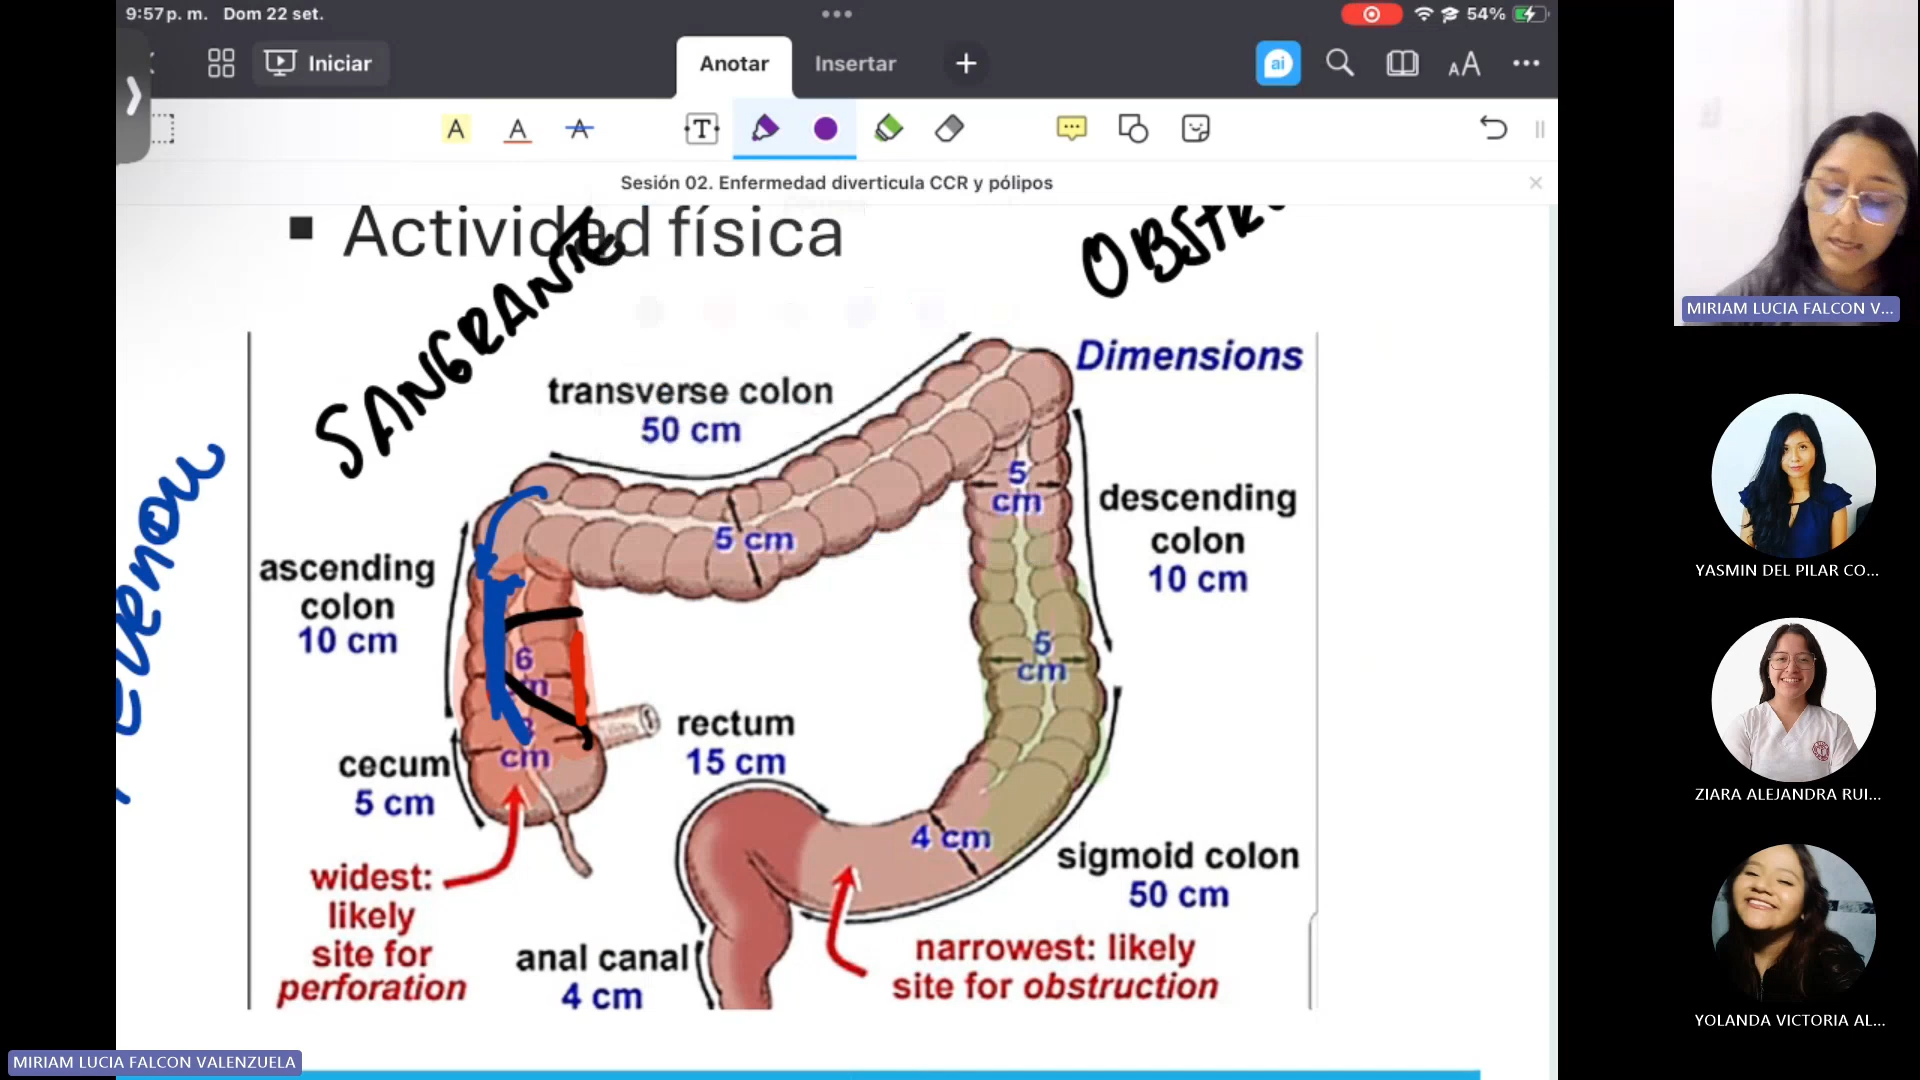 9:57 p. m. Dom 22 set.
54%
Iniciar
Anotar
Insertar
ai
AA
A A A
T
Sesión 02. Enfermedad diverticula CCR y pólipos
Actividad física
SANGRANTE
Dimensions
transverse colon
50 cm
5
cm
5 cm
descending
colon
10 cm
ascending
colon
10 cm
6
5
cm
cm
rectum
15 cm
cecum
5 cm
4 cm
sigmoid colon
50 cm
widest:
likely
site for
perforation
anal canal
4 cm
narrowest: likely
site for obstruction
MIRIAM LUCIA FALCON V...
YASMIN DEL PILAR CO...
ZIARA ALEJANDRA RUI...
YOLANDA VICTORIA AL...
MIRIAM LUCIA FALCON VALENZUELA